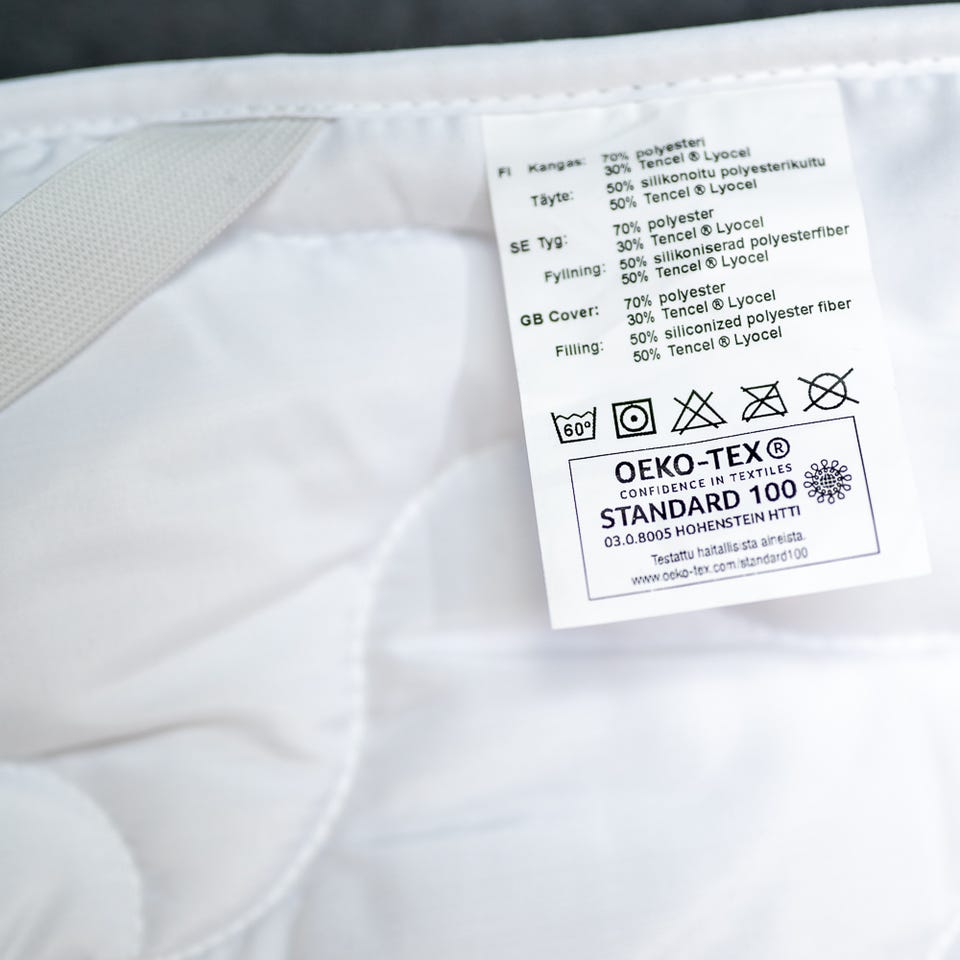 FI Kangas: 70% polyesteri
30% Tencel ® Lyocel
Täyte: 50% silikonoitu polyesterikuitu
50% Tencel ® Lyocel
SE Tyg: 70% polyester
30% Tencel ® Lyocel
Fyllning: 50% silikoniserad polyesterfiber
50% Tencel ® Lyocel
GB Cover: 70% polyester
30% Tencel ® Lyocel
Filling: 50% siliconized polyester fiber
50% Tencel ® Lyocel
60°
OEKO-TEX®
CONFIDENCE IN TEXTILES
STANDARD 100
03.0.8005 HOHENSTEIN HTTI
Testattu haitallisista aineista.
www.oeko-tex.com/standard100